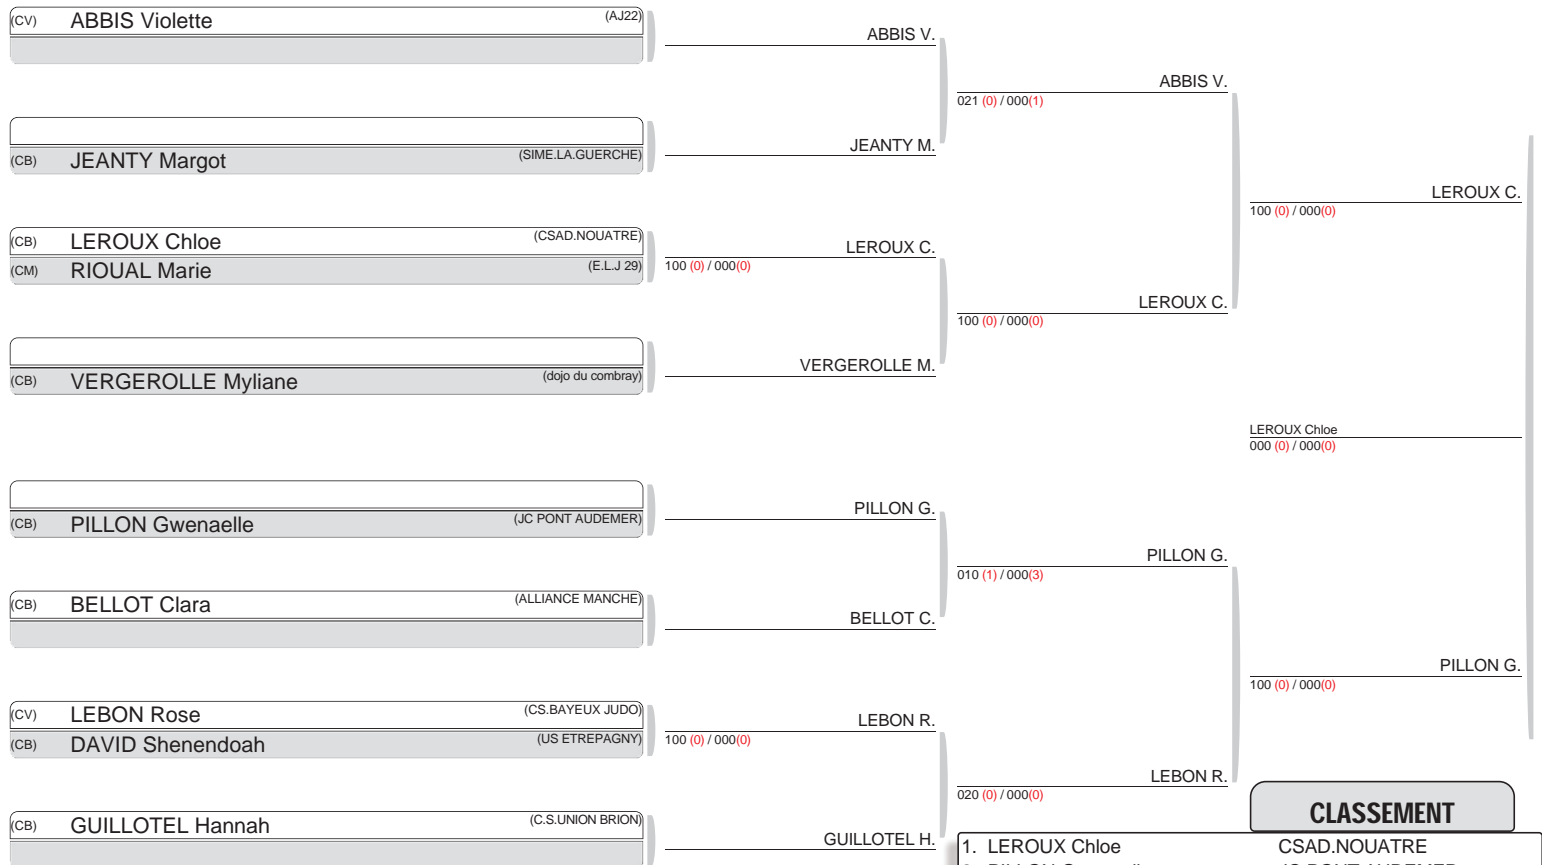 (CV) ABBIS Violette (AJ22)
ABBIS V.
ABBIS V.
021 (0) / 000(1)
(CB) JEANTY Margot (SIME.LA.GUERCHE)
JEANTY M.
LEROUX C.
100 (0) / 000(0)
(CB) LEROUX Chloe (CSAD.NOUATRE)
(CM) RIOUAL Marie (E.L.J 29)
LEROUX C.
100 (0) / 000(0)
LEROUX C.
100 (0) / 000(0)
(CB) VERGEROLLE Myliane (dojo du combray)
VERGEROLLE M.
LEROUX Chloe
000 (0) / 000(0)
(CB) PILLON Gwenaelle (JC PONT AUDEMER)
PILLON G.
PILLON G.
010 (1) / 000(3)
(CB) BELLOT Clara (ALLIANCE MANCHE)
BELLOT C.
PILLON G.
100 (0) / 000(0)
(CV) LEBON Rose (CS.BAYEUX JUDO)
(CB) DAVID Shenendoah (US ETREPAGNY)
LEBON R.
100 (0) / 000(0)
LEBON R.
020 (0) / 000(0)
(CB) GUILLOTEL Hannah (C.S.UNION BRION)
GUILLOTEL H.
CLASSEMENT
1. LEROUX Chloe CSAD.NOUATRE